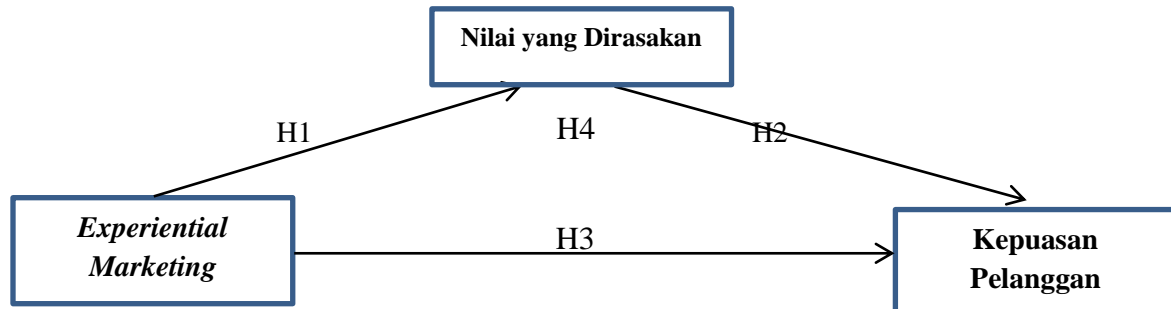 Nilai yang Dirasakan
H1
H4
H2
Experiential
Marketing
H3
Kepuasan
Pelanggan